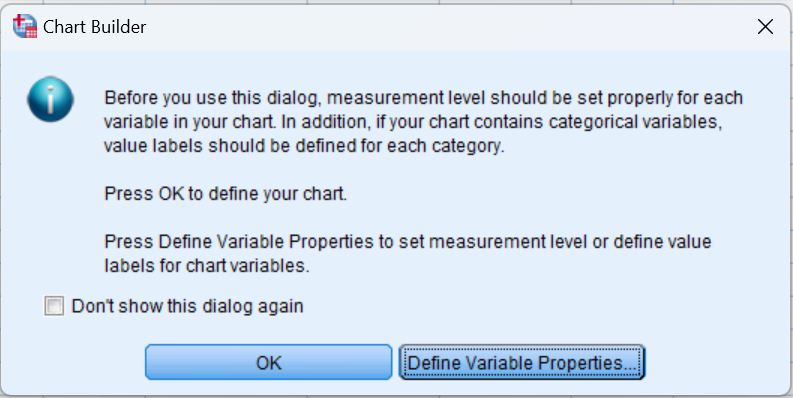 Chart Builder
Before you use this dialog, measurement level should be set properly for each
variable in your chart. In addition, if your chart contains categorical variables,
value labels should be defined for each category.
Press OK to define your chart.
Press Define Variable Properties to set measurement level or define value
labels for chart variables.
Don't show this dialog again
OK
Define Variable Properties...